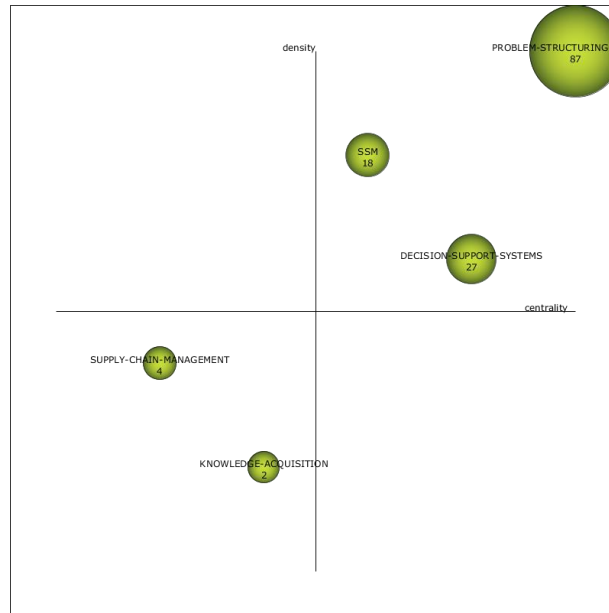 density
PROBLEM-STRUCTURING
87
SSM
18
DECISION-SUPPORT-SYSTEMS
27
centrality
SUPPLY-CHAIN-MANAGEMENT
4
KNOWLEDGE-ACQUISITION
2